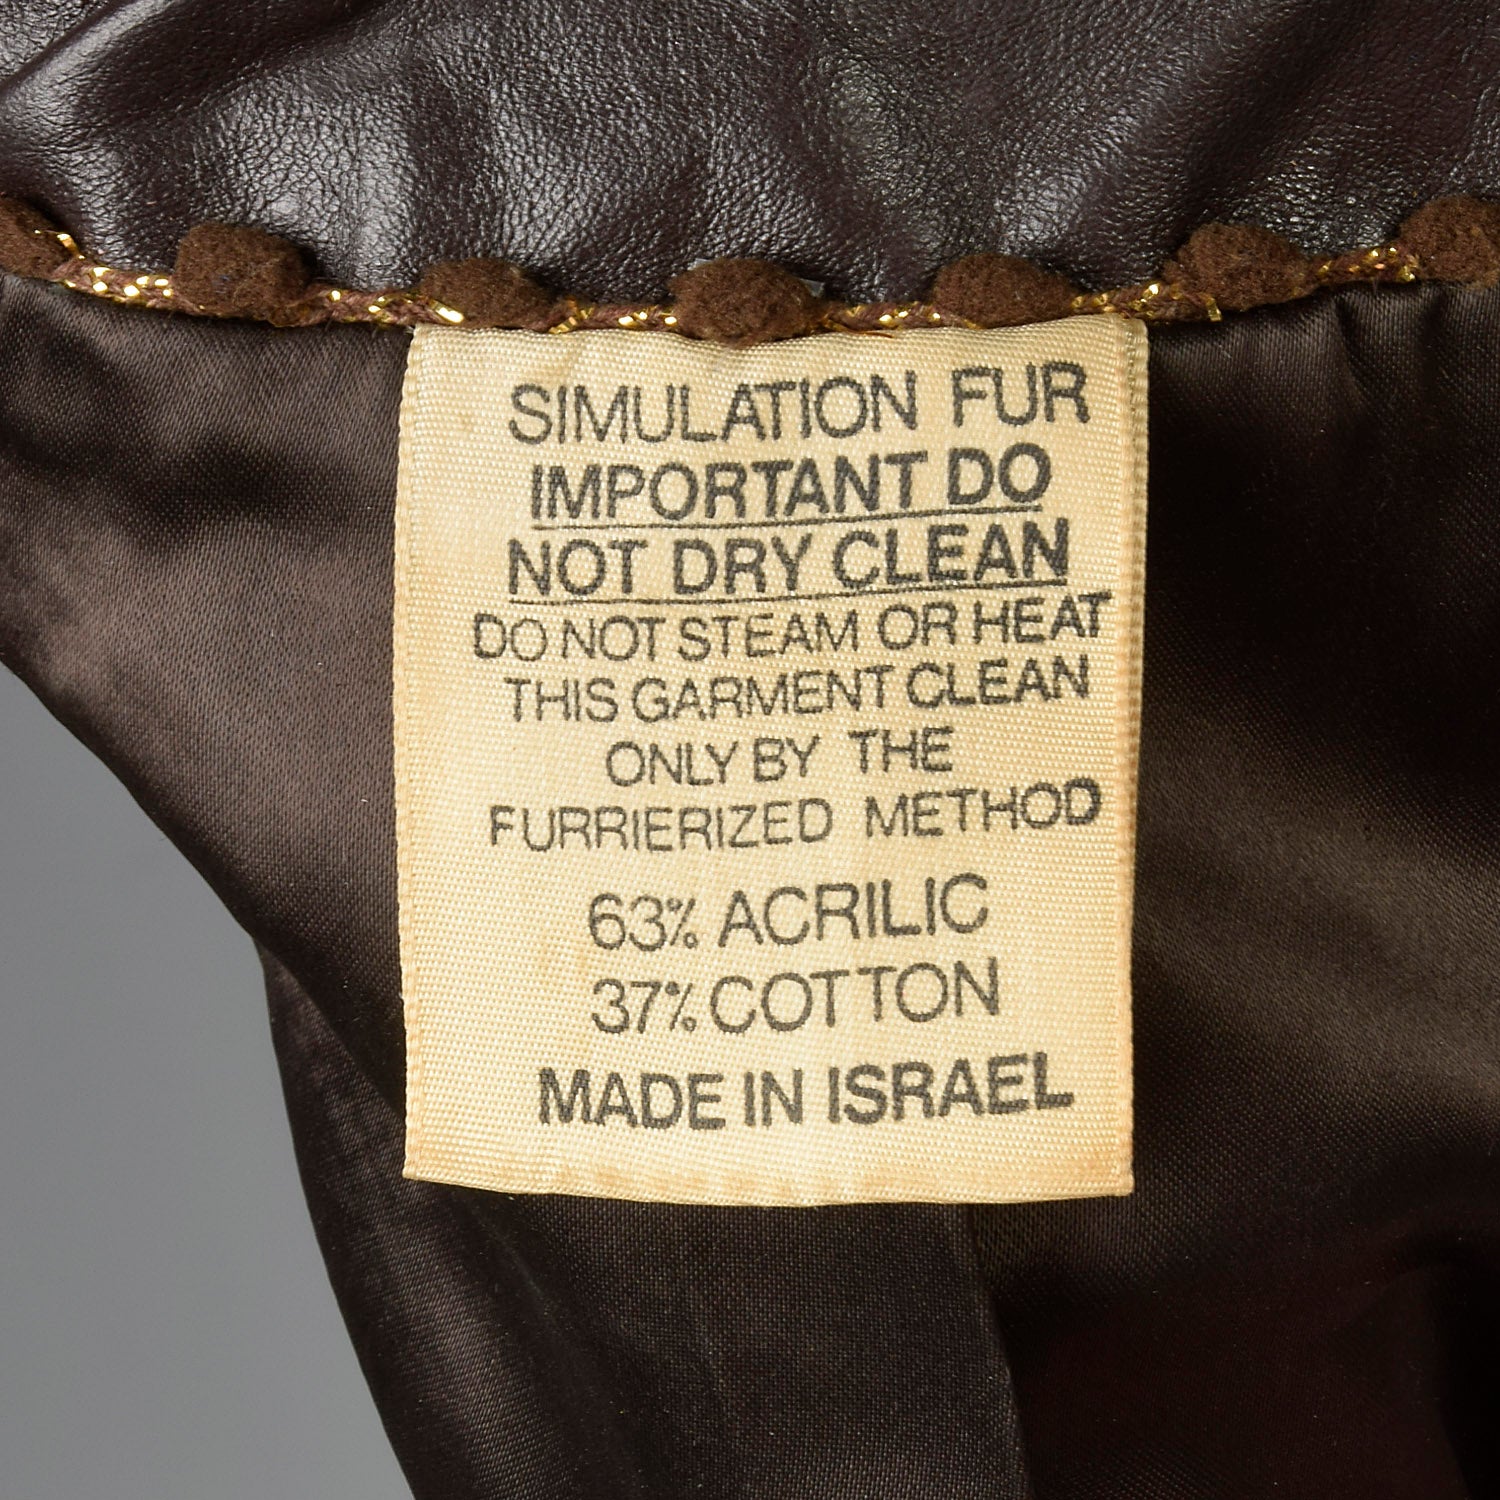 SIMULATION FUR
IMPORTANT DO
NOT DRY CLEAN
DO NOT STEAM OR HEAT
THIS GARMENT CLEAN
ONLY BY THE
FURRIERIZED METHOD
63% ACRILIC
37% COTTON
MADE IN ISRAEL